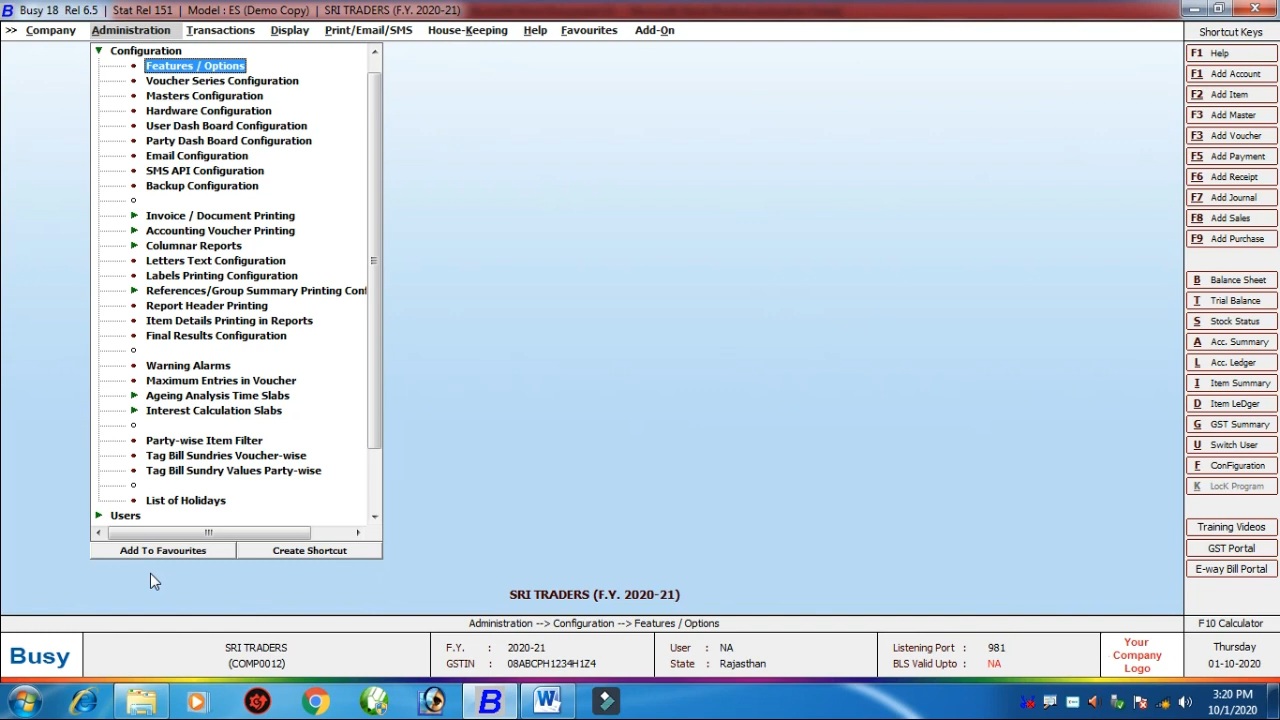 Busy 18 Rel 6.5 | Stat Rel 151 | Model : ES (Demo Copy) | SRI TRADERS (F.Y. 2020-21)
>> Company Administration Transactions Display Print/Email/SMS House-Keeping Help Favourites Add-On
Shortcut Keys
Configuration
Features / Options
Voucher Series Configuration
Masters Configuration
Hardware Configuration
User Dash Board Configuration
Party Dash Board Configuration
Email Configuration
SMS API Configuration
Backup Configuration
Invoice / Document Printing
Accounting Voucher Printing
Columnar Reports
Letters Text Configuration
Labels Printing Configuration
References/Group Summary Printing Conf
Report Header Printing
Item Details Printing in Reports
Final Results Configuration
Warning Alarms
Maximum Entries in Voucher
Ageing Analysis Time Slabs
Interest Calculation Slabs
Party-wise Item Filter
Tag Bill Sundries Voucher-wise
Tag Bill Sundry Values Party-wise
List of Holidays
Users
Add To Favourites Create Shortcut
F1 Help
F1 Add Account
F2 Add Item
F3 Add Master
F3 Add Voucher
F5 Add Payment
F6 Add Receipt
F7 Add Journal
F8 Add Sales
F9 Add Purchase
B Balance Sheet
T Trial Balance
S Stock Status
A Acc. Summary
L Acc. Ledger
I Item Summary
D Item LeDger
G GST Summary
U Switch User
F ConFiguration
K LocK Program
Training Videos
GST Portal
E-way Bill Portal
SRI TRADERS (F.Y. 2020-21)
Administration --> Configuration --> Features / Options
F10 Calculator
Busy
SRI TRADERS
(COMP0012)
F.Y. : 2020-21
GSTIN : 08ABCPH1234H1Z4
User : NA
State : Rajasthan
Listening Port : 981
BLS Valid Upto : NA
Your
Company
Logo
Thursday
01-10-2020
3:20 PM
10/1/2020